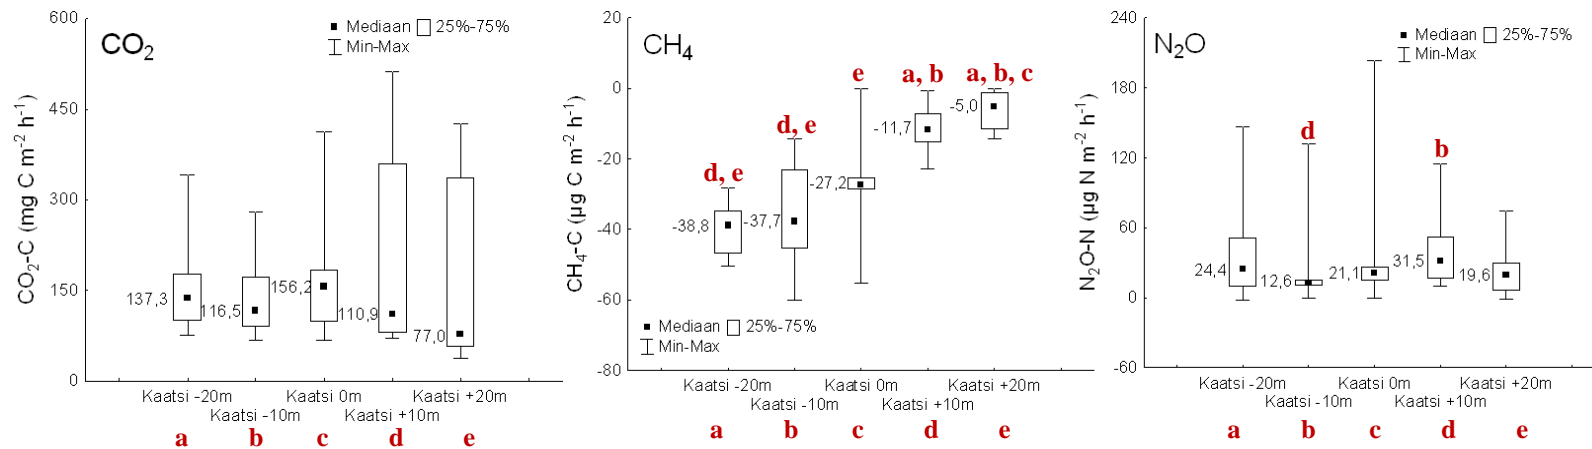 CO2
Mediaan 25%-75%
Min-Max
600
450
300
150
0
CO2-C (mg C m-2 h-1)
137,3
116,5
156,2
110,9
77,0
Kaatsi -20m
Kaatsi -10m
Kaatsi 0m
Kaatsi +10m
Kaatsi +20m
a b c d e
CH4
20
0
-20
-40
-60
-80
CH4-C (µg C m-2 h-1)
d, e
d, e
e
a, b
a, b, c
-38,8
-37,7
-27,2
-11,7
-5,0
Mediaan 25%-75%
Min-Max
Kaatsi -20m
Kaatsi -10m
Kaatsi 0m
Kaatsi +10m
Kaatsi +20m
a b c d e
N2O
Mediaan 25%-75%
Min-Max
240
180
120
60
0
-60
N2O-N (µg N m-2 h-1)
d
b
24,4
12,6
21,1
31,5
19,6
Kaatsi -20m
Kaatsi -10m
Kaatsi 0m
Kaatsi +10m
Kaatsi +20m
a b c d e